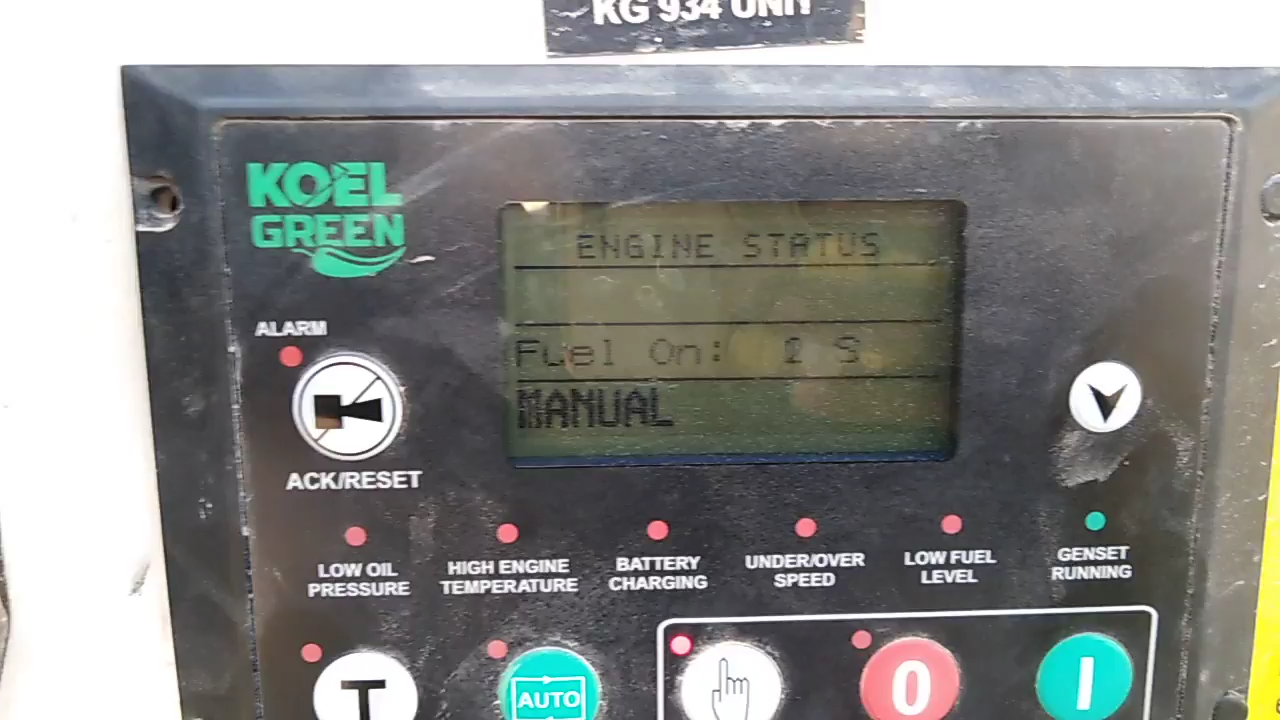 KG 934 UNIT
KOEL
GREEN
ENGINE STATUS
ALARM
Fuel On: S
MANUAL
ACK/RESET
LOW OIL
PRESSURE
HIGH ENGINE
TEMPERATURE
BATTERY
CHARGING
UNDER/OVER
SPEED
LOW FUEL
LEVEL
GENSET
RUNNING
T
AUTO
0
I